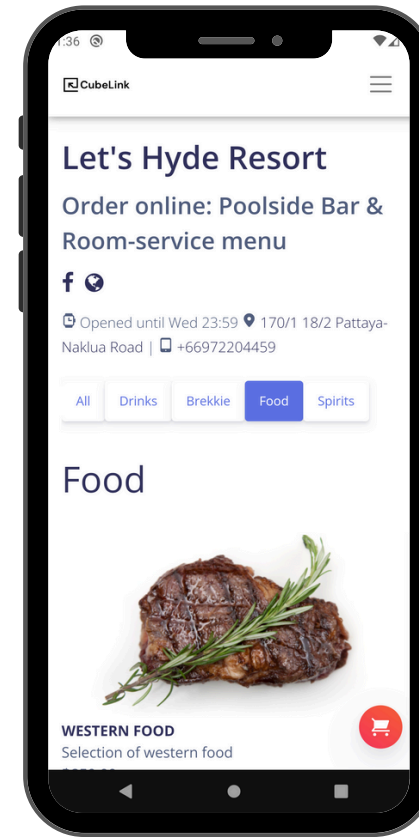 :36
CubeLink
Let's Hyde Resort
Order online: Poolside Bar &
Room-service menu
Opened until Wed 23:59 170/1 18/2 Pattaya-
Naklua Road | +66972204459
All Drinks Brekkie Food Spirits
Food
WESTERN FOOD
Selection of western food